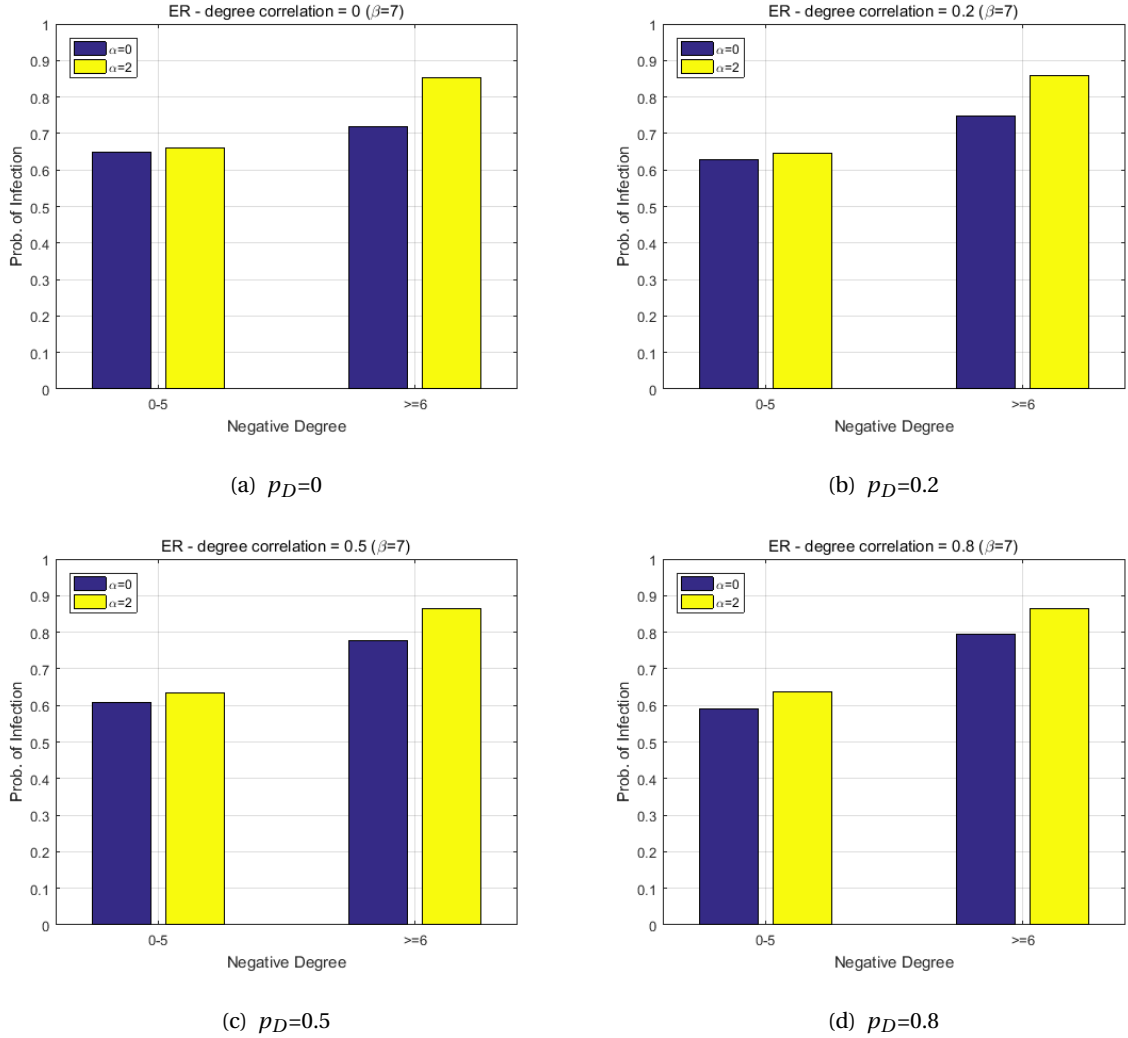 ER - degree correlation = 0 (β=7)
α=0
α=2
1
0.9
0.8
0.7
0.6
0.5
0.4
0.3
0.2
0.1
0
Prob. of Infection
0-5
>=6
Negative Degree
(a) pD=0
ER - degree correlation = 0.2 (β=7)
α=0
α=2
1
0.9
0.8
0.7
0.6
0.5
0.4
0.3
0.2
0.1
0
Prob. of Infection
0-5
>=6
Negative Degree
(b) pD=0.2
ER - degree correlation = 0.5 (β=7)
α=0
α=2
1
0.9
0.8
0.7
0.6
0.5
0.4
0.3
0.2
0.1
0
Prob. of Infection
0-5
>=6
Negative Degree
(c) pD=0.5
ER - degree correlation = 0.8 (β=7)
α=0
α=2
1
0.9
0.8
0.7
0.6
0.5
0.4
0.3
0.2
0.1
0
Prob. of Infection
0-5
>=6
Negative Degree
(d) pD=0.8